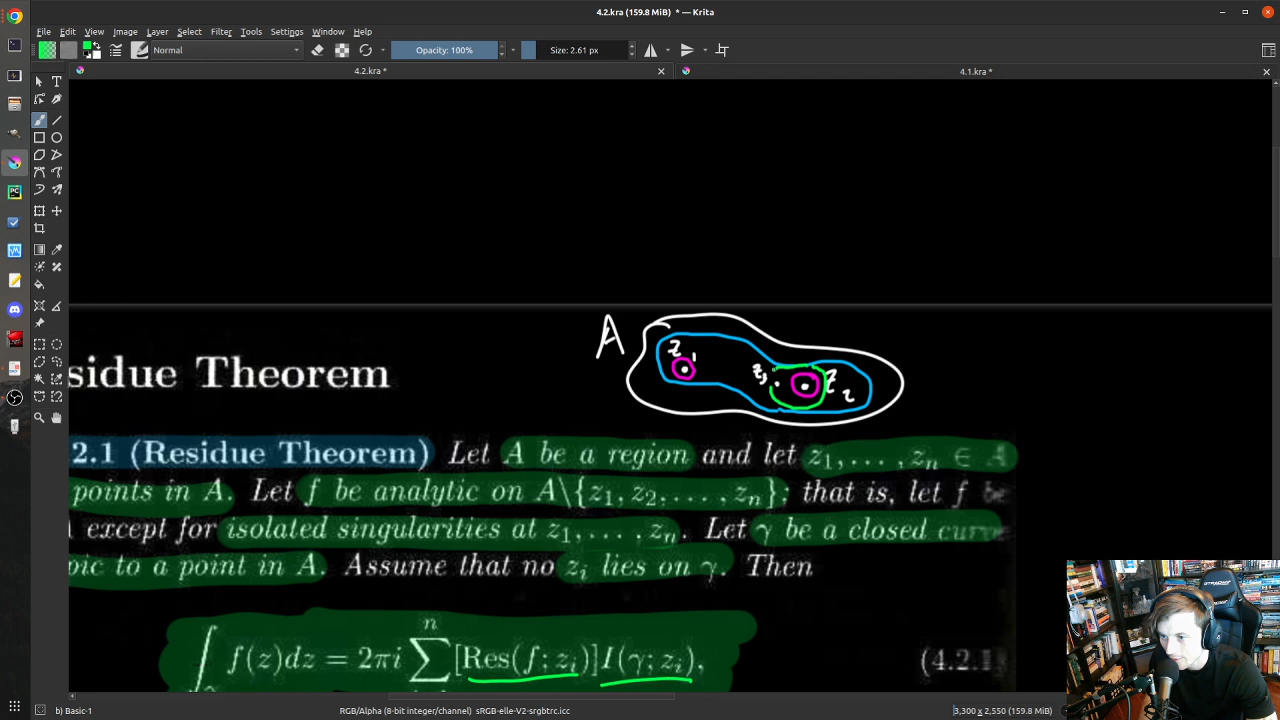 4.2.kra (159.8 MiB) * — Krita
File Edit View Image Layer Select Filter Tools Settings Window Help
Normal Opacity: 100% Size: 2.61 px
4.2.kra * 4.1.kra *
A
z1
z3
z2
sidue Theorem
2.1 (Residue Theorem) Let A be a region and let z₁, . . . , zₙ ∈ A
points in A. Let f be analytic on A\{z₁, z₂, . . . , zₙ}; that is, let f be
except for isolated singularities at z₁, . . . , zₙ. Let γ be a closed curve
pic to a point in A. Assume that no zᵢ lies on γ. Then
∫ f(z)dz = 2πi ∑ⁿ [Res(f; zᵢ)]I(γ; zᵢ), (4.2.1)
b) Basic-1 RGB/Alpha (8-bit integer/channel) sRGB-elle-V2-srgbtrc.icc 3,300 x 2,550 (159.8 MiB)